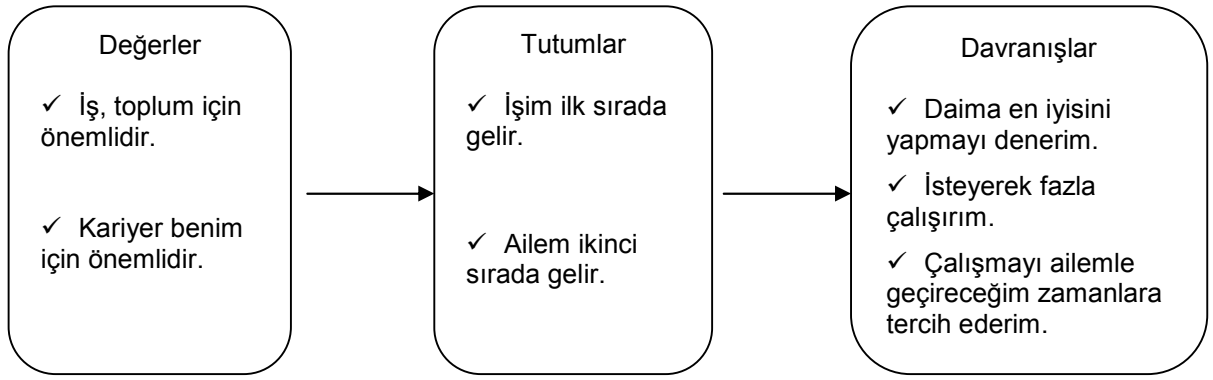 Değerler
✓ İş, toplum için
önemlidir.
✓ Kariyer benim
için önemlidir.
Tutumlar
✓ İşim ilk sırada
gelir.
✓ Ailem ikinci
sırada gelir.
Davranışlar
✓ Daima en iyisini
yapmayı denerim.
✓ İsteyerek fazla
çalışırım.
✓ Çalışmayı ailemle
geçireceğim zamanlara
tercih ederim.